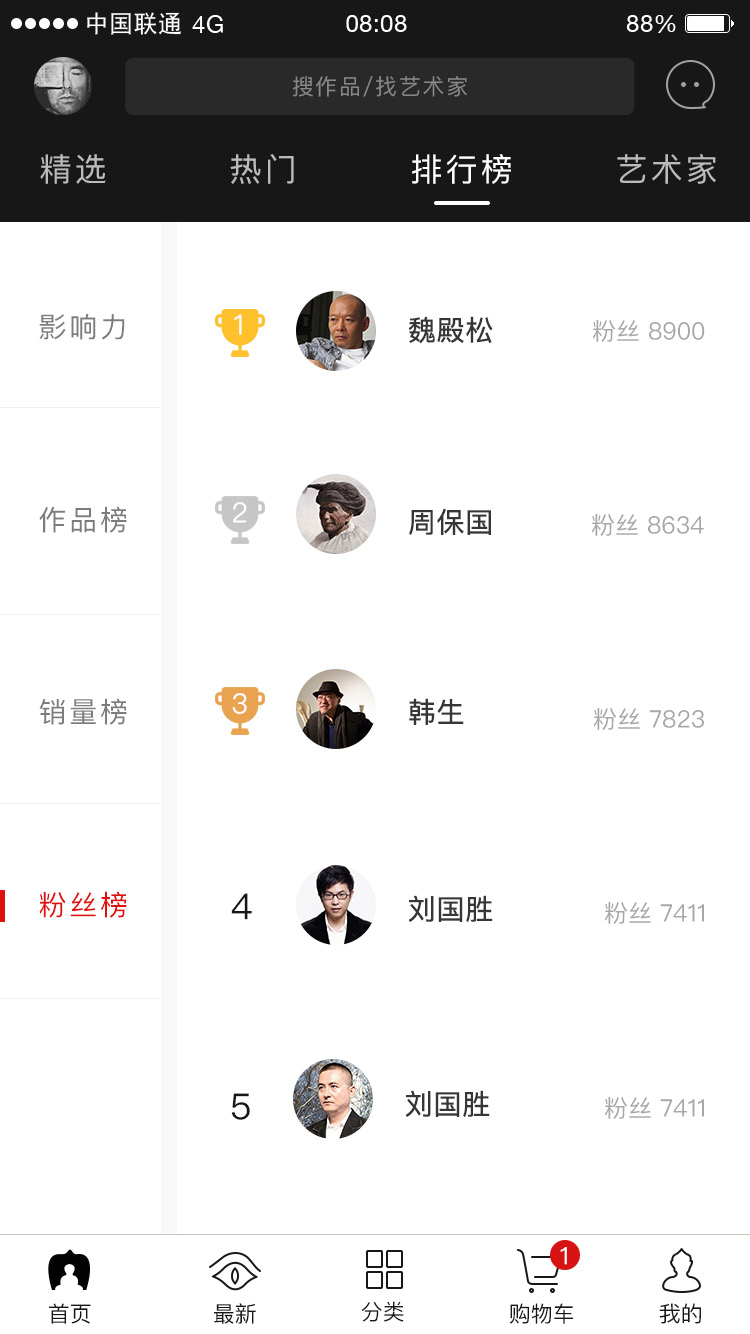 中国联通 4G 08:08 88%
搜作品/找艺术家
精选 热门 排行榜 艺术家
影响力
作品榜
销量榜
粉丝榜
1 魏殿松 粉丝 8900
2 周保国 粉丝 8634
3 韩生 粉丝 7823
4 刘国胜 粉丝 7411
5 刘国胜 粉丝 7411
1
首页 最新 分类 购物车 我的